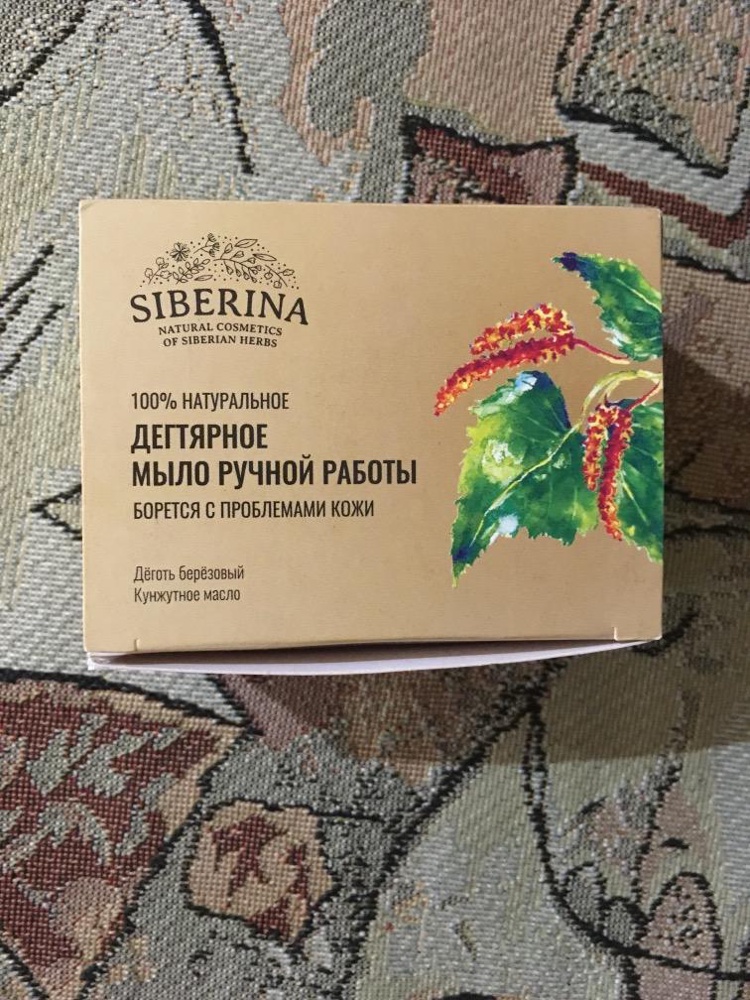 SIBERINA
NATURAL COSMETICS
OF SIBERIAN HERBS
100% НАТУРАЛЬНОЕ
ДЕГТЯРНОЕ
МЫЛО РУЧНОЙ РАБОТЫ
БОРЕТСЯ С ПРОБЛЕМАМИ КОЖИ
Дёготь берёзовый
Кунжутное масло